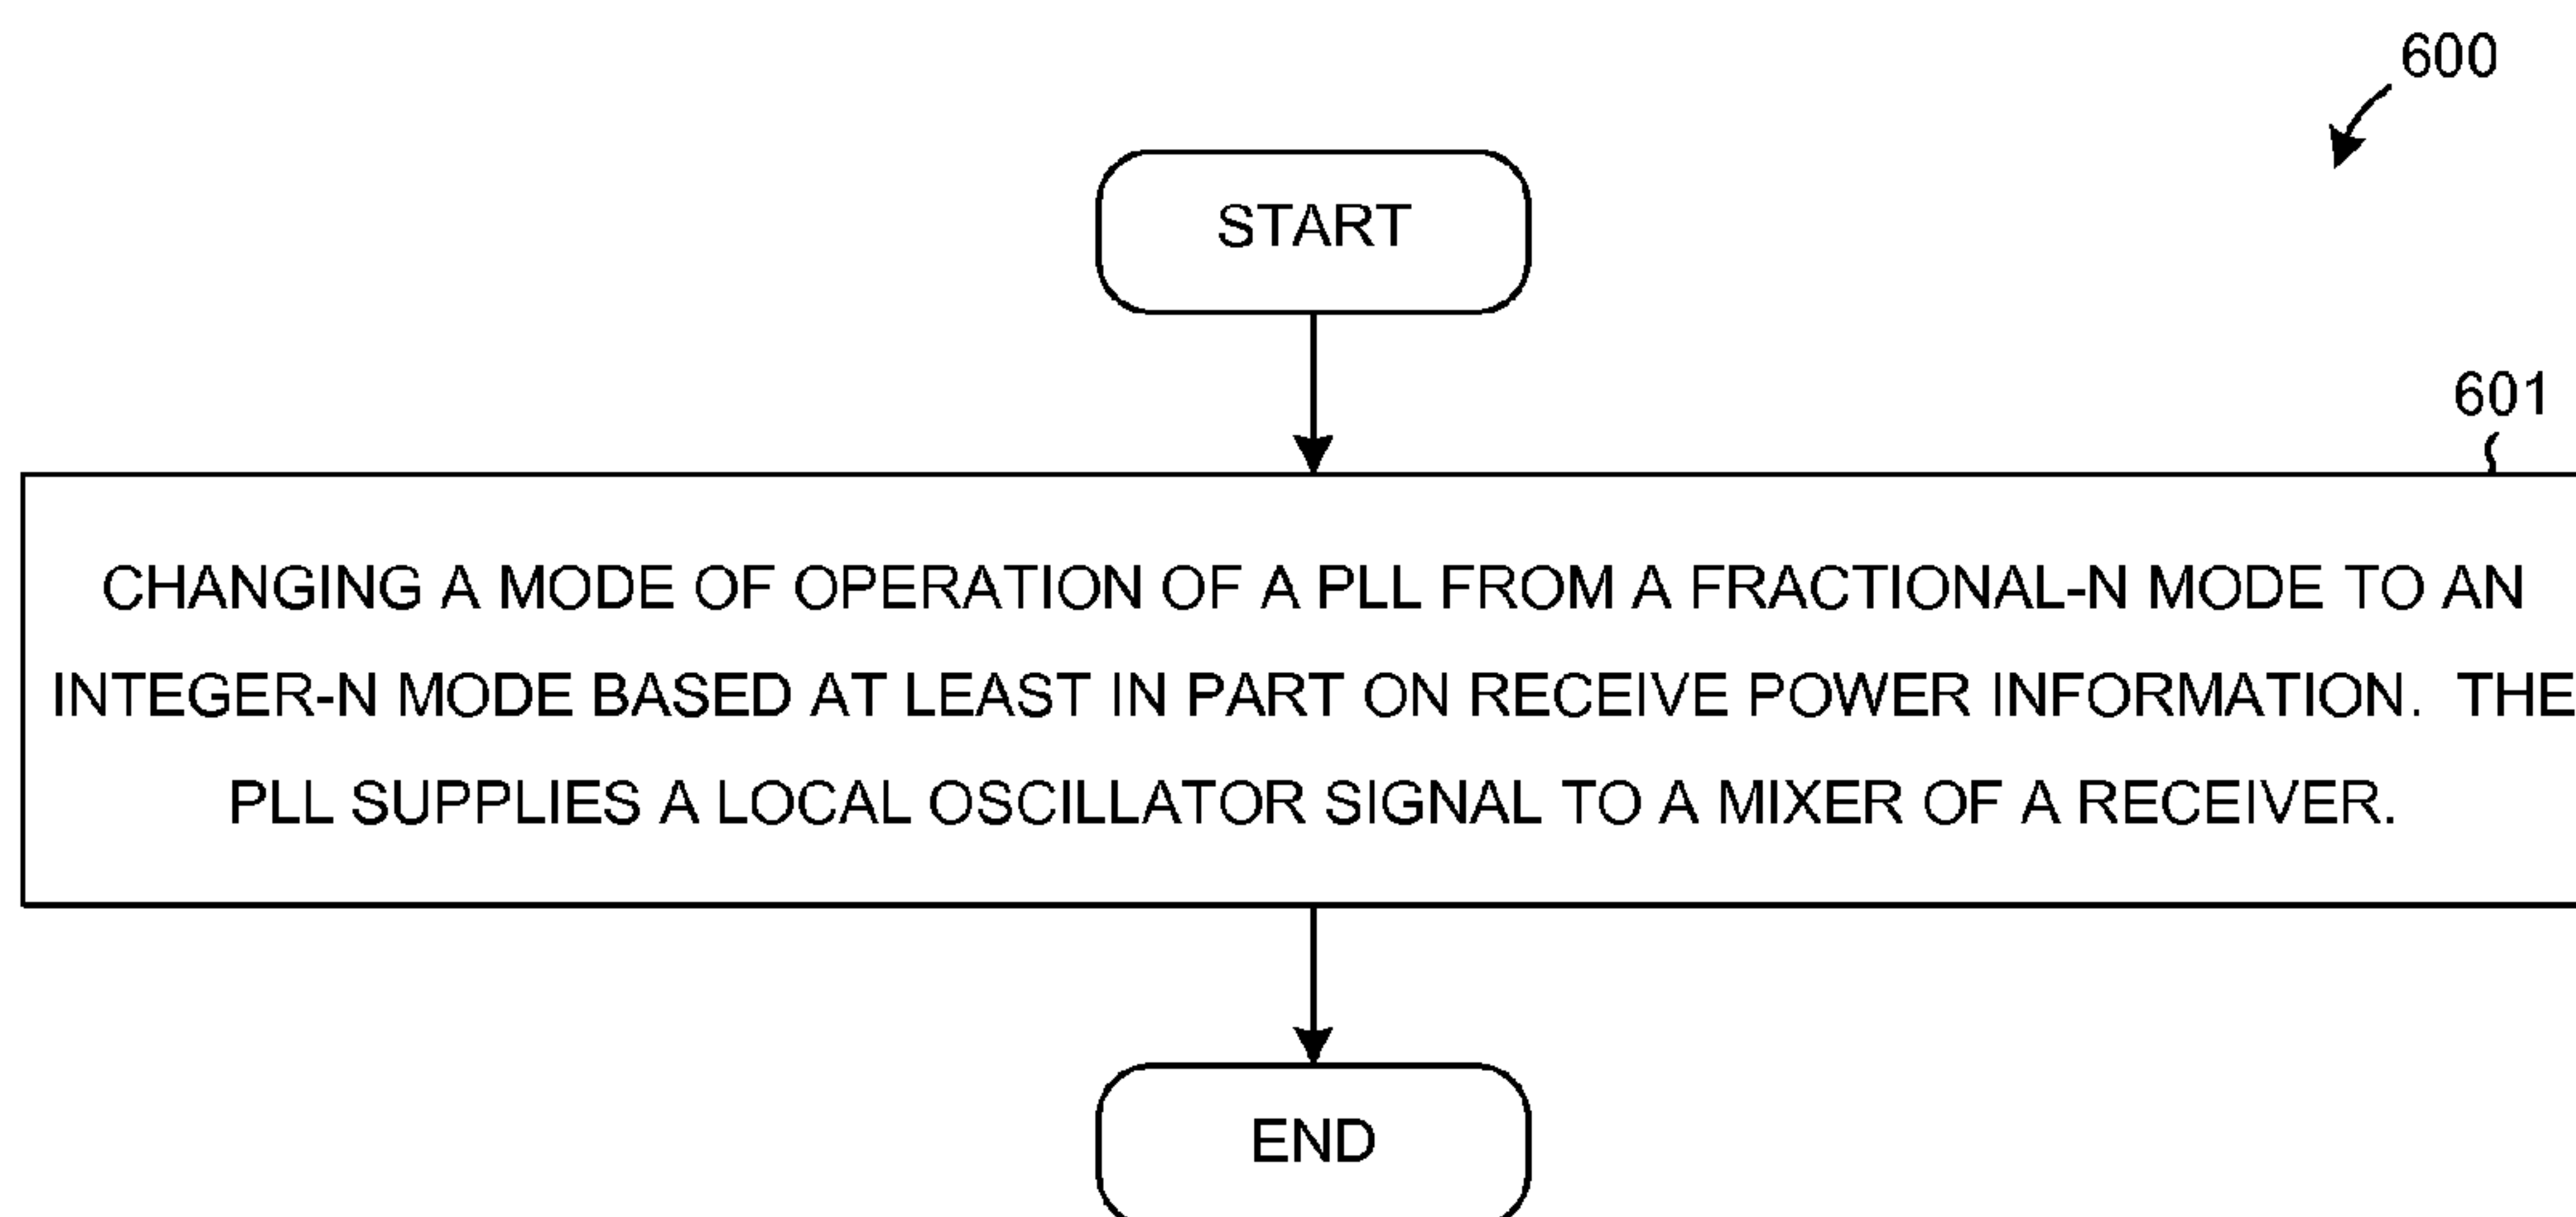 600
START
601
CHANGING A MODE OF OPERATION OF A PLL FROM A FRACTIONAL-N MODE TO AN
INTEGER-N MODE BASED AT LEAST IN PART ON RECEIVE POWER INFORMATION. THE
PLL SUPPLIES A LOCAL OSCILLATOR SIGNAL TO A MIXER OF A RECEIVER.
END